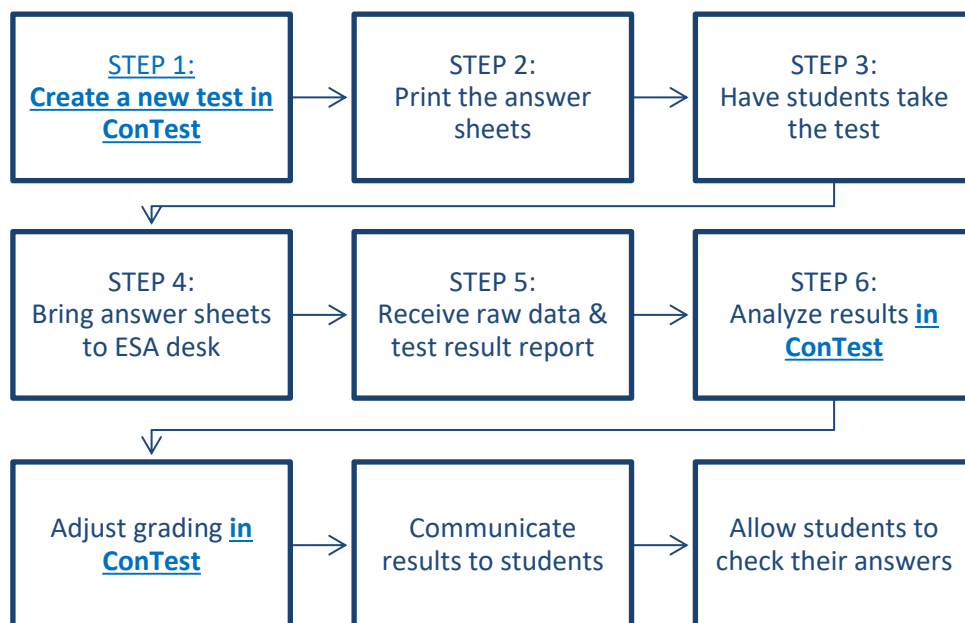 STEP 1:
Create a new test in
ConTest
STEP 2:
Print the answer
sheets
STEP 3:
Have students take
the test
STEP 4:
Bring answer sheets
to ESA desk
STEP 5:
Receive raw data &
test result report
STEP 6:
Analyze results in
ConTest
Adjust grading in
ConTest
Communicate
results to students
Allow students to
check their answers